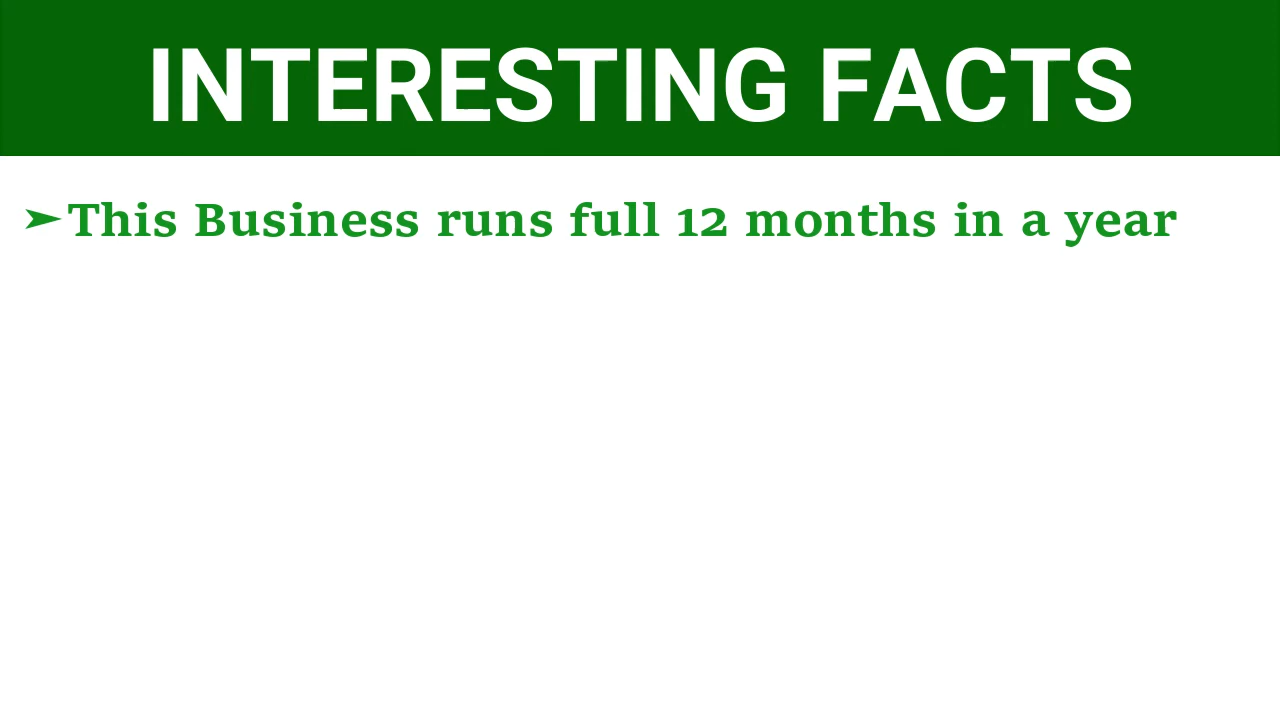 INTERESTING FACTS
➢This Business runs full 12 months in a year